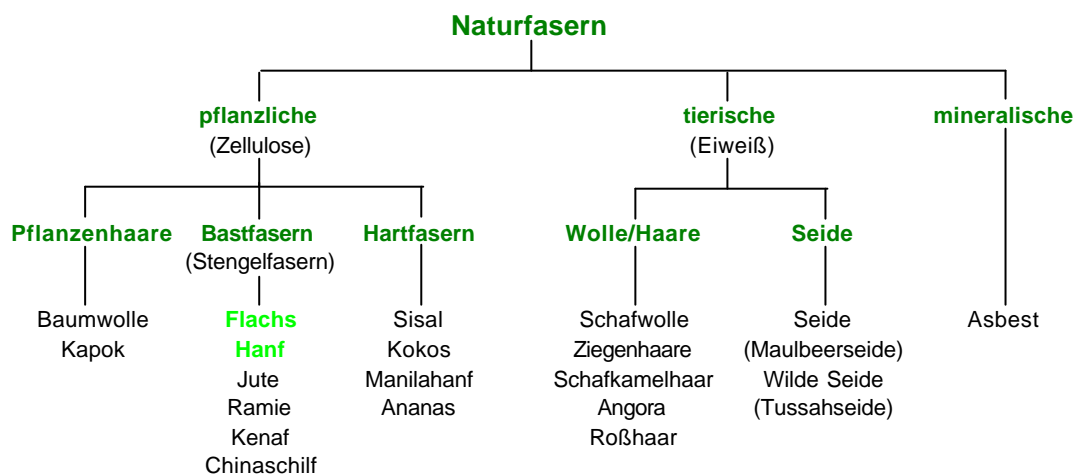 Naturfasern
pflanzliche
(Zellulose)
tierische
(Eiweiß)
mineralische
Pflanzenhaare
Bastfasern
(Stengelfasern)
Hartfasern
Wolle/Haare
Seide
Baumwolle
Kapok
Flachs
Hanf
Jute
Ramie
Kenaf
Chinaschilf
Sisal
Kokos
Manilahanf
Ananas
Schafwolle
Ziegenhaare
Schafkamelhaar
Angora
Roßhaar
Seide
(Maulbeerseide)
Wilde Seide
(Tussahseide)
Asbest